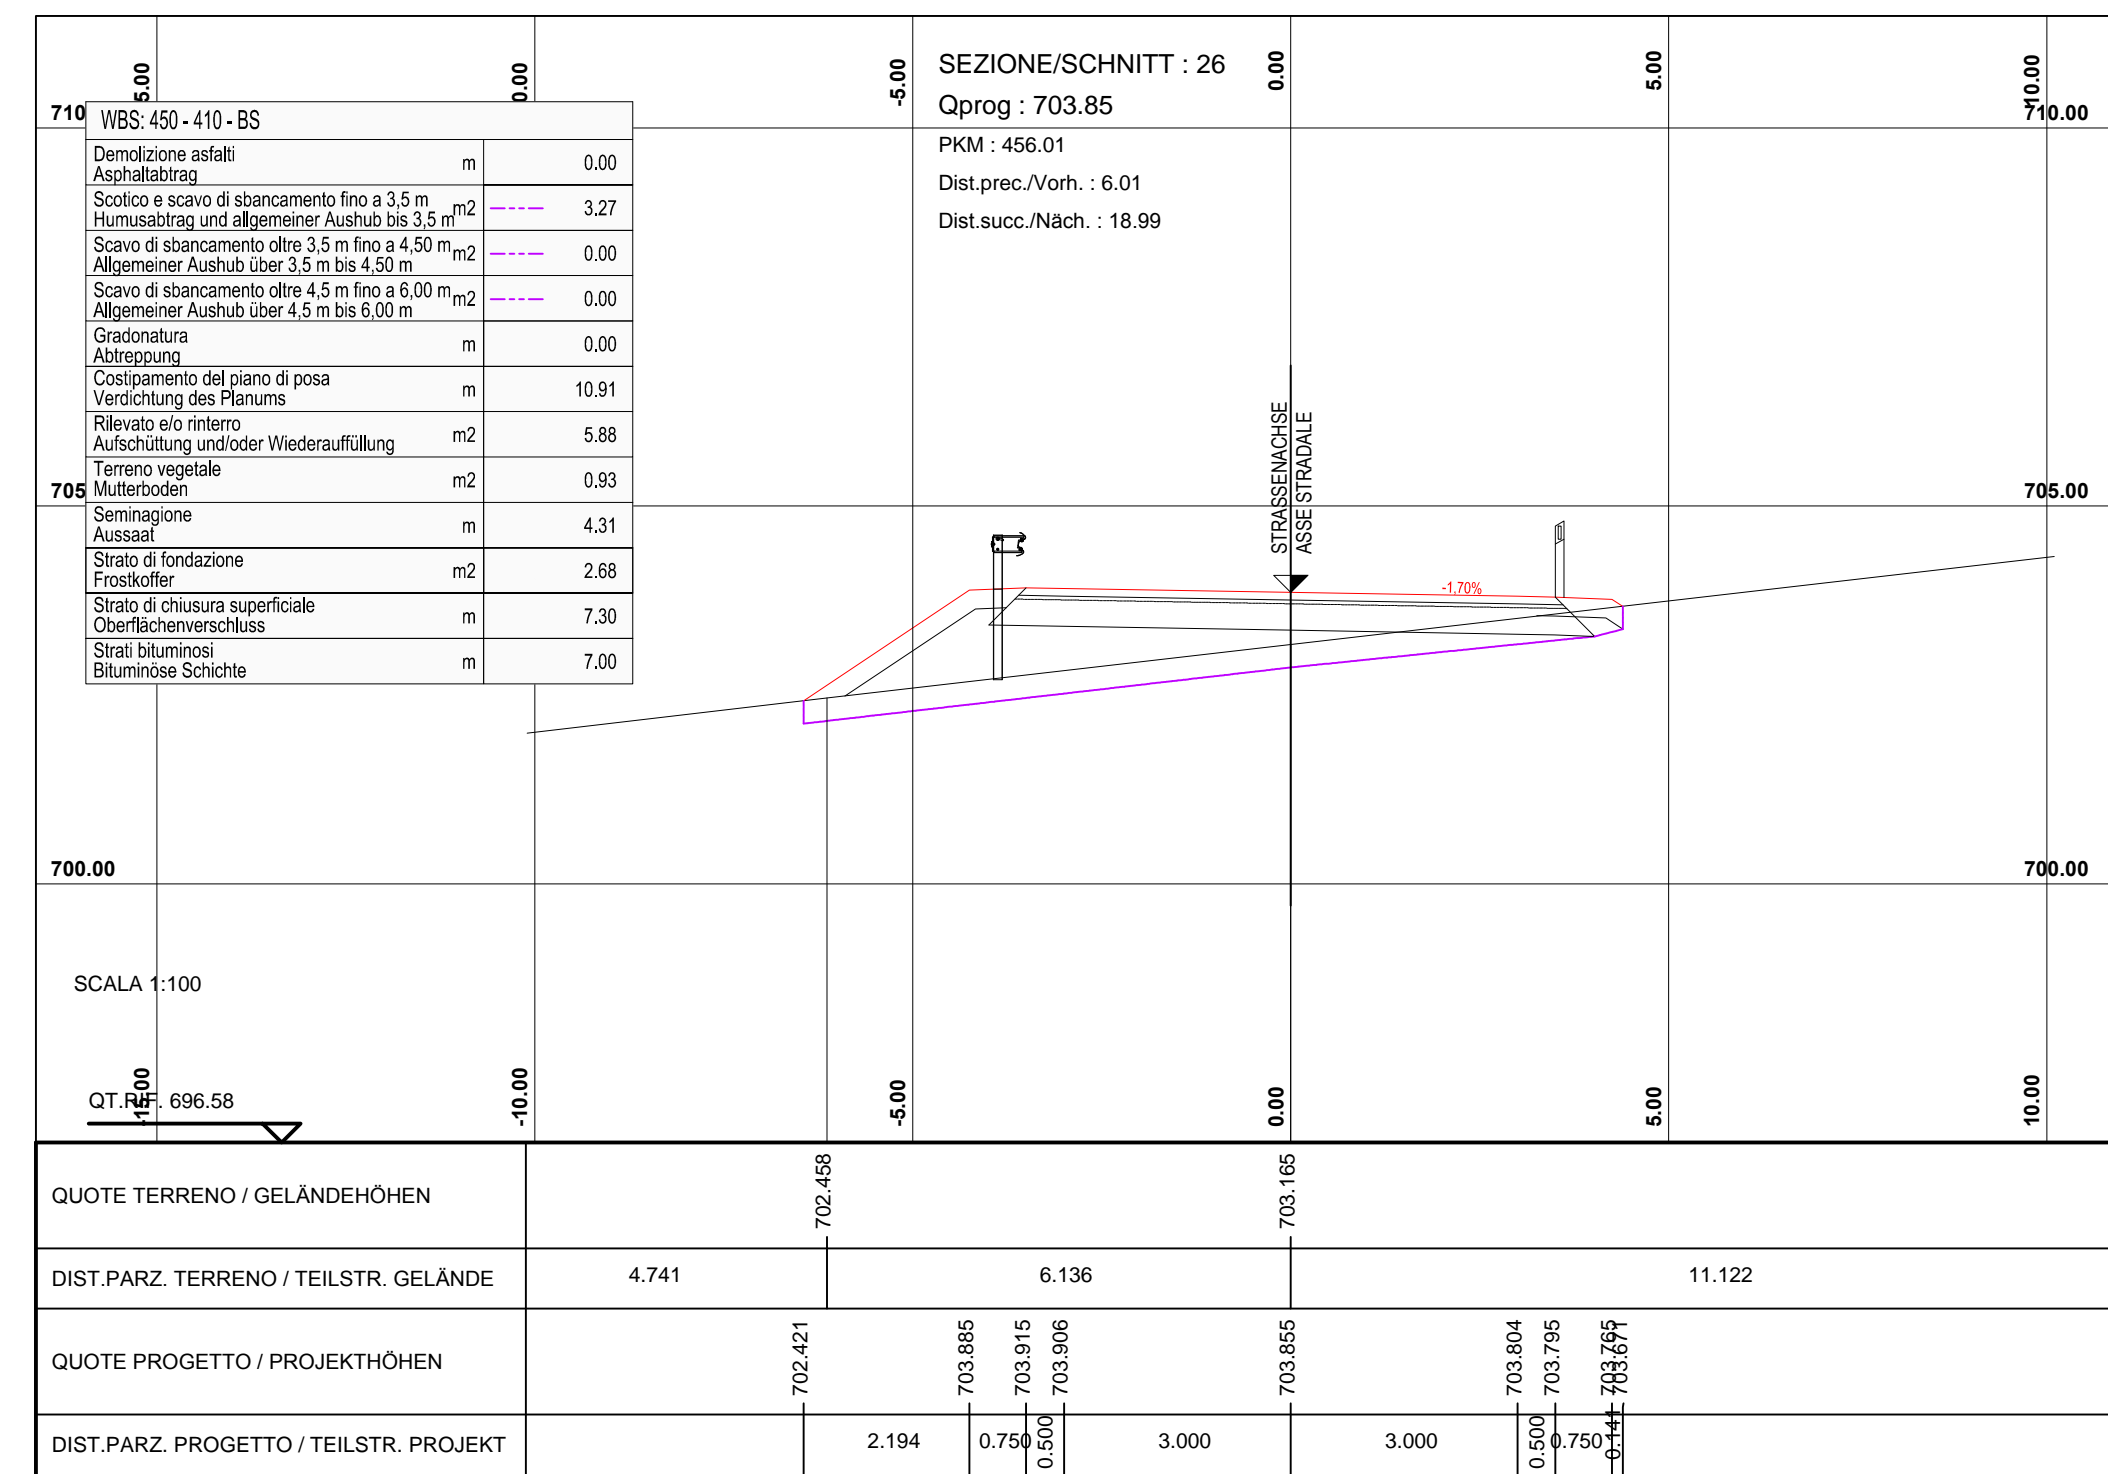 -5.00
0.00
5.00
10.00
SEZIONE/SCHNITT : 26
Qprog : 703.85
PKM : 456.01
Dist.prec./Vorh. : 6.01
Dist.succ./Näch. : 18.99
710.00
WBS: 450 - 410 - BS
Demolizione asfalti
Asphaltabtrag m 0.00
Scotico e scavo di sbancamento fino a 3,5 m
Humusabtrag und allgemeiner Aushub bis 3,5 m m2 3.27
Scavo di sbancamento oltre 3,5 m fino a 4,50 m
Allgemeiner Aushub über 3,5 m bis 4,50 m m2 0.00
Scavo di sbancamento oltre 4,5 m fino a 6,00 m
Allgemeiner Aushub über 4,5 m bis 6,00 m m2 0.00
Gradonatura
Abtreppung m 0.00
Costipamento del piano di posa
Verdichtung des Planums m 10.91
Rilevato e/o rinterro
Aufschüttung und/oder Wiederauffüllung m2 5.88
Terreno vegetale
Mutterboden m2 0.93
Seminagione
Aussaat m 4.31
Strato di fondazione
Frostkoffer m2 2.68
Strato di chiusura superficiale
Oberflächenverschluss m 7.30
Strati bituminosi
Bituminöse Schichte m 7.00
705.00
STRASSENACHSE
ASSE STRADALE
-1,70%
700.00 700.00
SCALA 1:100
QT.RIF. 696.58
-15.00 -10.00 -5.00 0.00 5.00 10.00
QUOTE TERRENO / GELÄNDEHÖHEN 702.458 703.165
DIST.PARZ. TERRENO / TEILSTR. GELÄNDE 4.741 6.136 11.122
QUOTE PROGETTO / PROJEKTHÖHEN 702.421 703.885 703.915 703.906 703.855 703.804 703.795 703.765 703.671
DIST.PARZ. PROGETTO / TEILSTR. PROJEKT 2.194 0.750 0.500 3.000 3.000 0.500 0.750 0.141